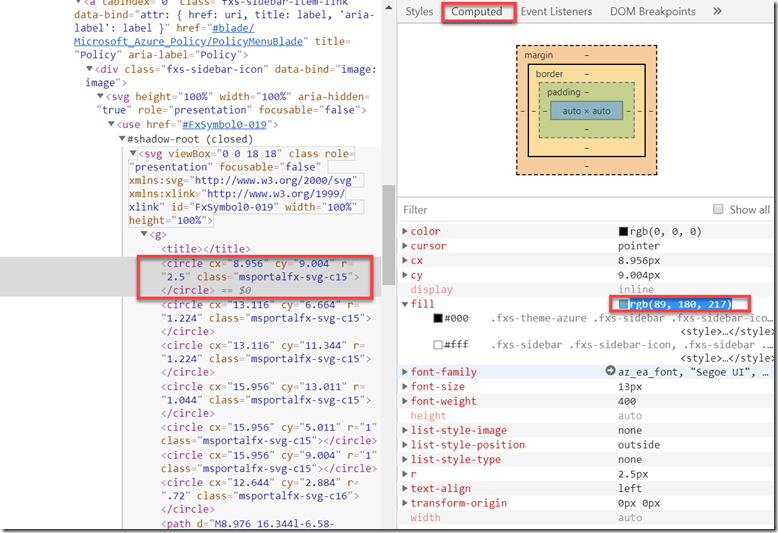 <a tabindex="0" class="fxs-sidebar-item-link
data-bind="attr: { href: uri, title: label, 'aria-
label': label }" href="#blade/
Microsoft_Azure_Policy/PolicyMenuBlade" title=
"Policy" aria-label="Policy">
▼<div class="fxs-sidebar-icon" data-bind="image:
image">
▼<svg height="100%" width="100%" aria-hidden=
"true" role="presentation" focusable="false">
▼<use href="#FxSymbol0-019">
▼#shadow-root (closed)
▼<svg viewBox="0 0 18 18" class role=
"presentation" focusable="false"
xmlns:svg="http://www.w3.org/2000/svg"
xmlns:xlink="http://www.w3.org/1999/
xlink" id="FxSymbol0-019" width="100%"
height="100%">
▼<g>
<title></title>
<circle cx="8.956" cy="9.004" r=
"2.5" class="msportalfx-svg-c15">
</circle> == $0
<circle cx="13.116" cy="6.664" r=
"1.224" class="msportalfx-svg-c15">
</circle>
<circle cx="13.116" cy="11.344" r=
"1.224" class="msportalfx-svg-c15">
</circle>
<circle cx="15.956" cy="13.011" r=
"1.044" class="msportalfx-svg-c15">
</circle>
<circle cx="15.956" cy="5.011" r="1"
class="msportalfx-svg-c15"></circle>
<circle cx="15.956" cy="9.004" r="1"
class="msportalfx-svg-c15"></circle>
<circle cx="12.644" cy="2.884" r=
".72" class="msportalfx-svg-c16">
</circle>
<path d="M8.976 16.344l-6.58-
Styles Computed Event Listeners DOM Breakpoints »
margin –
border –
padding –
– – – auto × auto – – –
–
–
–
Filter Show all
color rgb(0, 0, 0)
cursor pointer
cx 8.956px
cy 9.004px
display inline
fill rgb(89, 180, 217)
#000 .fxs-theme-azure .fxs-sidebar .fxs-sidebar-ico…
<style>…</style>
#fff .fxs-sidebar .fxs-sidebar-icon, .fxs-sidebar …
<style>…</style>
font-family az_ea_font, "Segoe UI", …
font-size 13px
font-weight 400
height auto
list-style-image none
list-style-position outside
list-style-type none
r 2.5px
text-align left
transform-origin 0px 0px
width auto